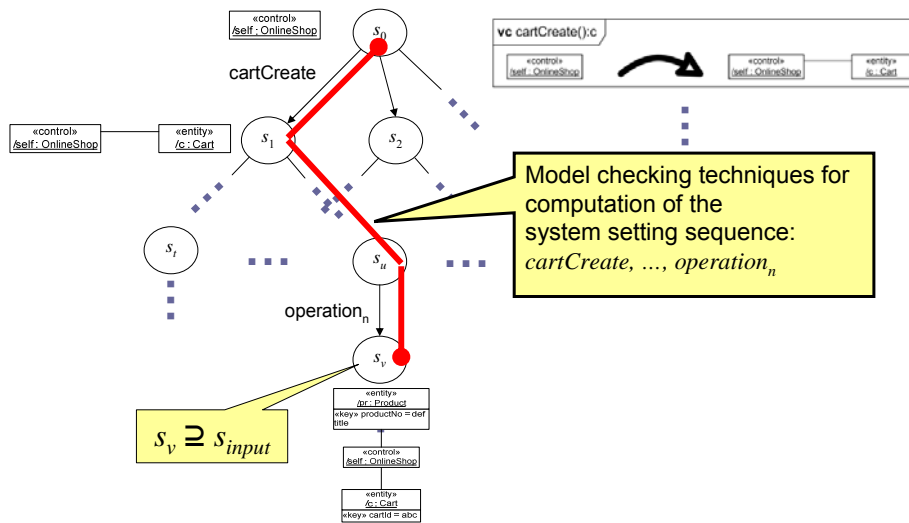 «control»
/self : OnlineShop
s0
vc cartCreate():c
«control»
/self : OnlineShop
«control»
/self : OnlineShop
«entity»
/c : Cart
cartCreate
«control»
/self : OnlineShop
«entity»
/c : Cart
s1
s2
Model checking techniques for
computation of the
system setting sequence:
cartCreate, ..., operationn
st
su
operationn
sv
sv ⊇ sinput
«entity»
/pr : Product
«key» productNo = def
title
«control»
/self : OnlineShop
«entity»
/c : Cart
«key» cartId = abc